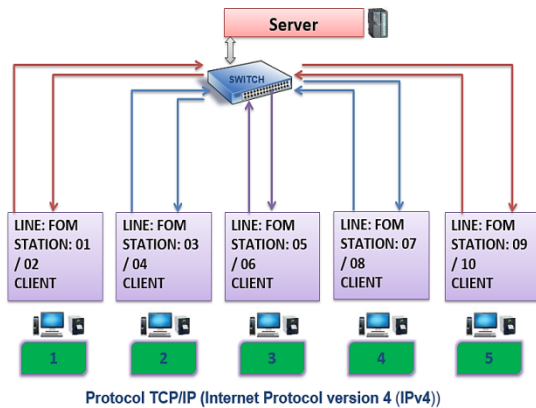 Server
SWITCH
LINE: FOM
STATION: 01
/ 02
CLIENT
LINE: FOM
STATION: 03
/ 04
CLIENT
LINE: FOM
STATION: 05
/ 06
CLIENT
LINE: FOM
STATION: 07
/ 08
CLIENT
LINE: FOM
STATION: 09
/ 10
CLIENT
1
2
3
4
5
Protocol TCP/IP (Internet Protocol version 4 (IPv4))